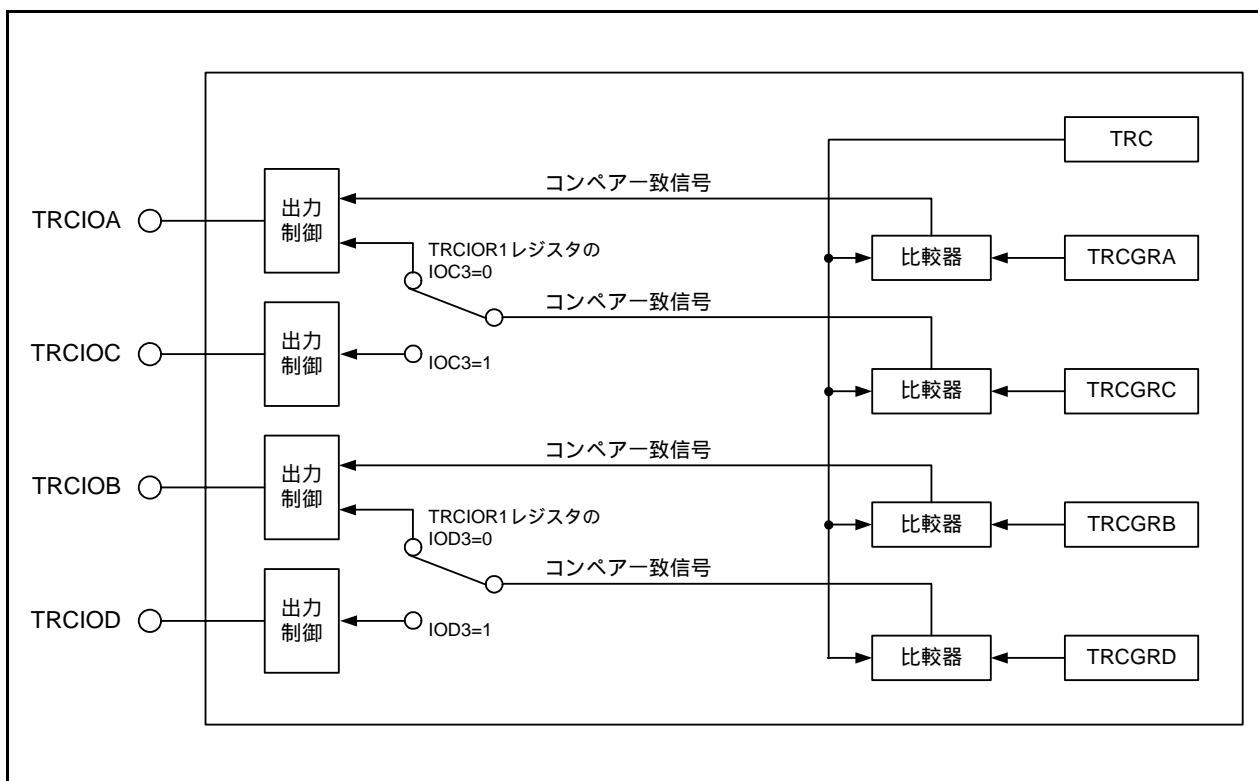 TRC
コンペア一致信号
TRCIOA
出力
制御
TRCIOR1レジスタの
IOC3=0
比較器
TRCGRA
コンペア一致信号
TRCIOC
出力
制御
IOC3=1
比較器
TRCGRC
コンペア一致信号
TRCIOB
出力
制御
TRCIOR1レジスタの
IOD3=0
比較器
TRCGRB
コンペア一致信号
TRCIOD
出力
制御
IOD3=1
比較器
TRCGRD